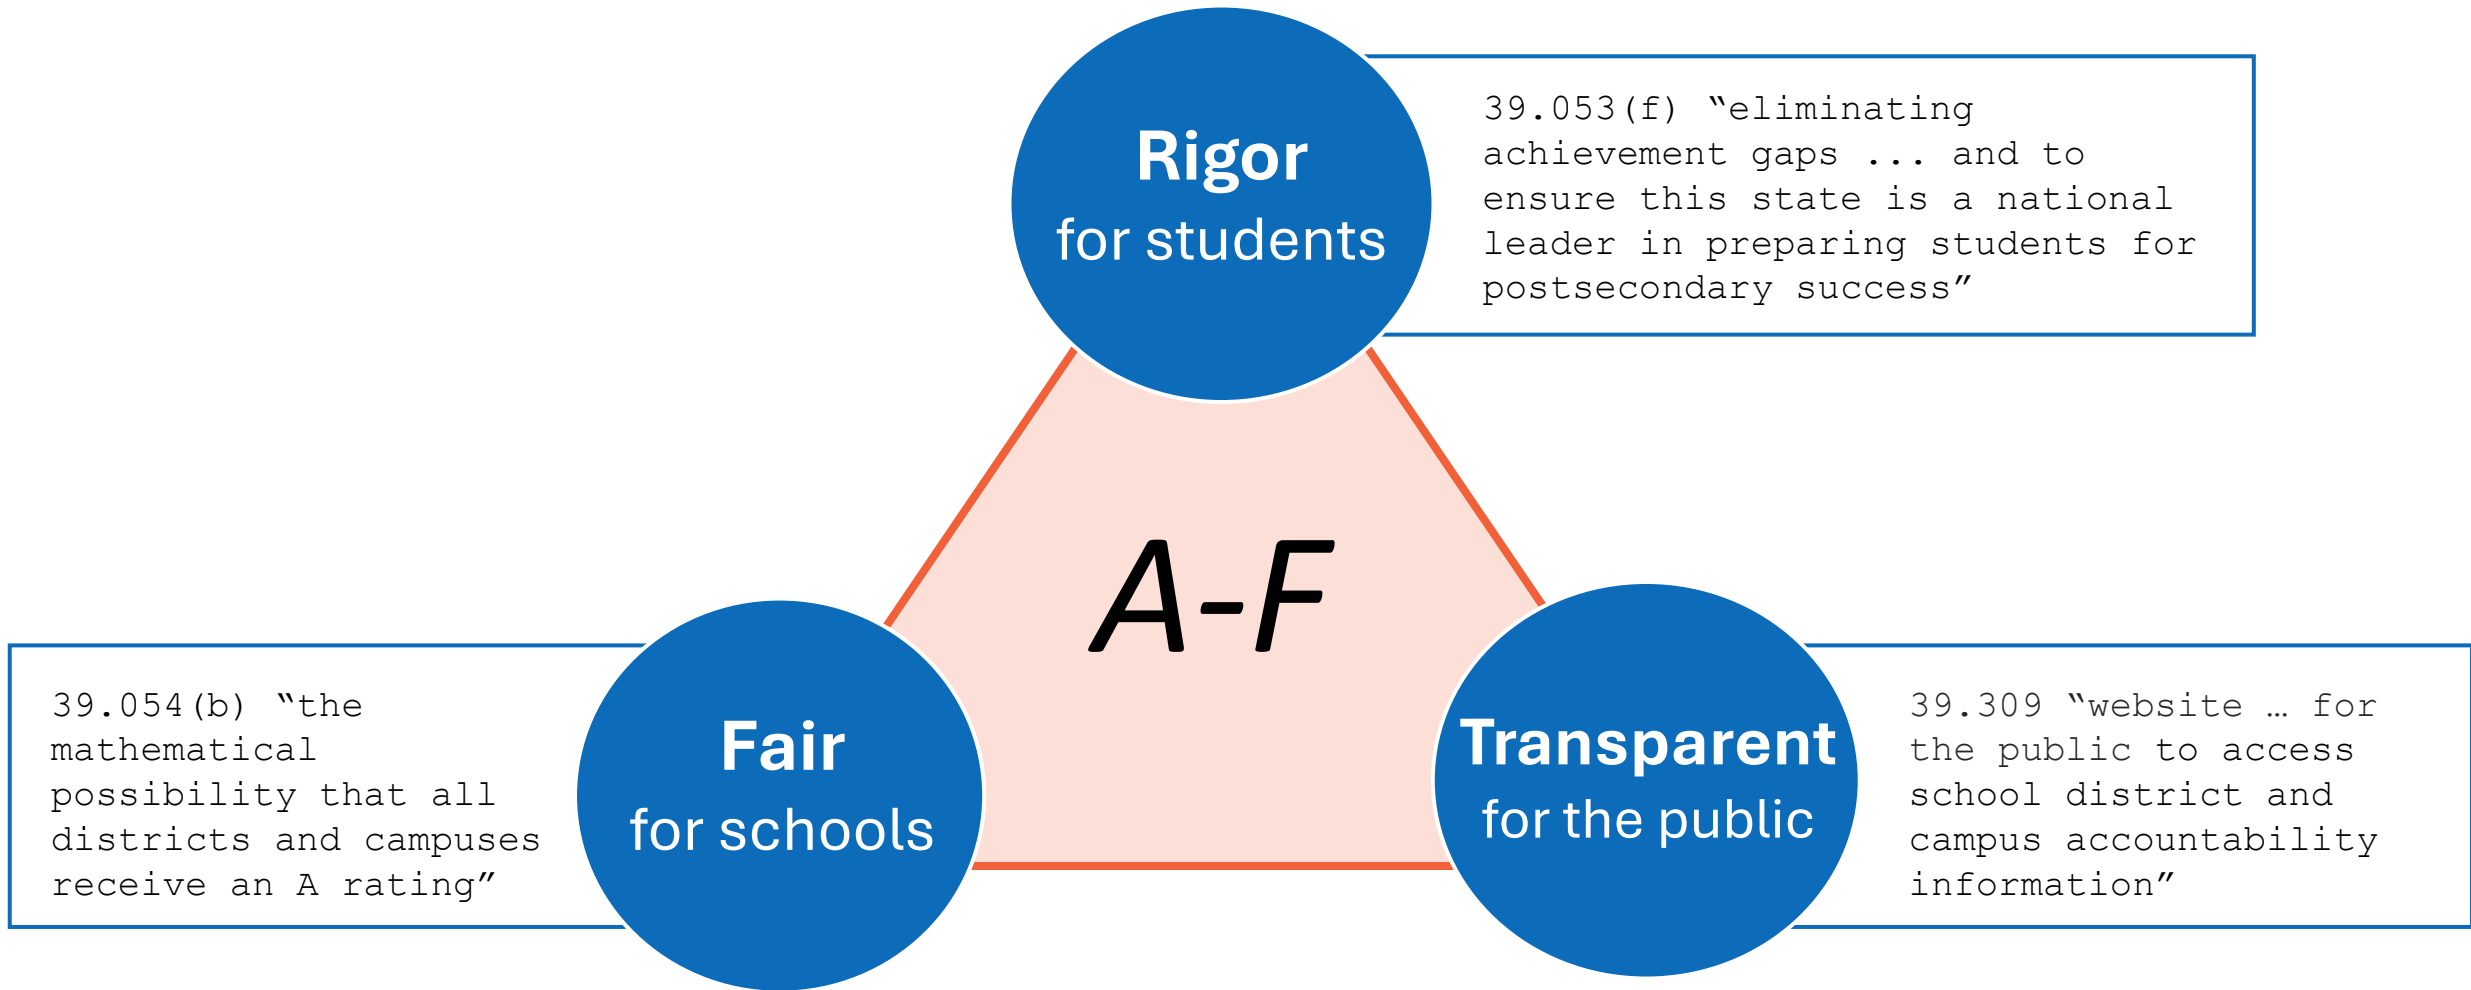 Rigor
for students
39.053(f) “eliminating
achievement gaps ... and to
ensure this state is a national
leader in preparing students for
postsecondary success”
A-F
39.054(b) “the
mathematical
possibility that all
districts and campuses
receive an A rating”
Fair
for schools
Transparent
for the public
39.309 “website … for
the public to access
school district and
campus accountability
information”